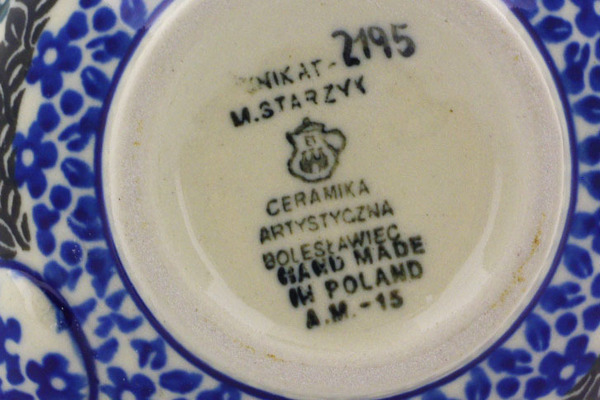 UNIKAT-2195
M.STARZYK
CERAMIKA
ARTYSTYCZNA
BOLESŁAWIEC
HAND MADE
IN POLAND
A.M.-15